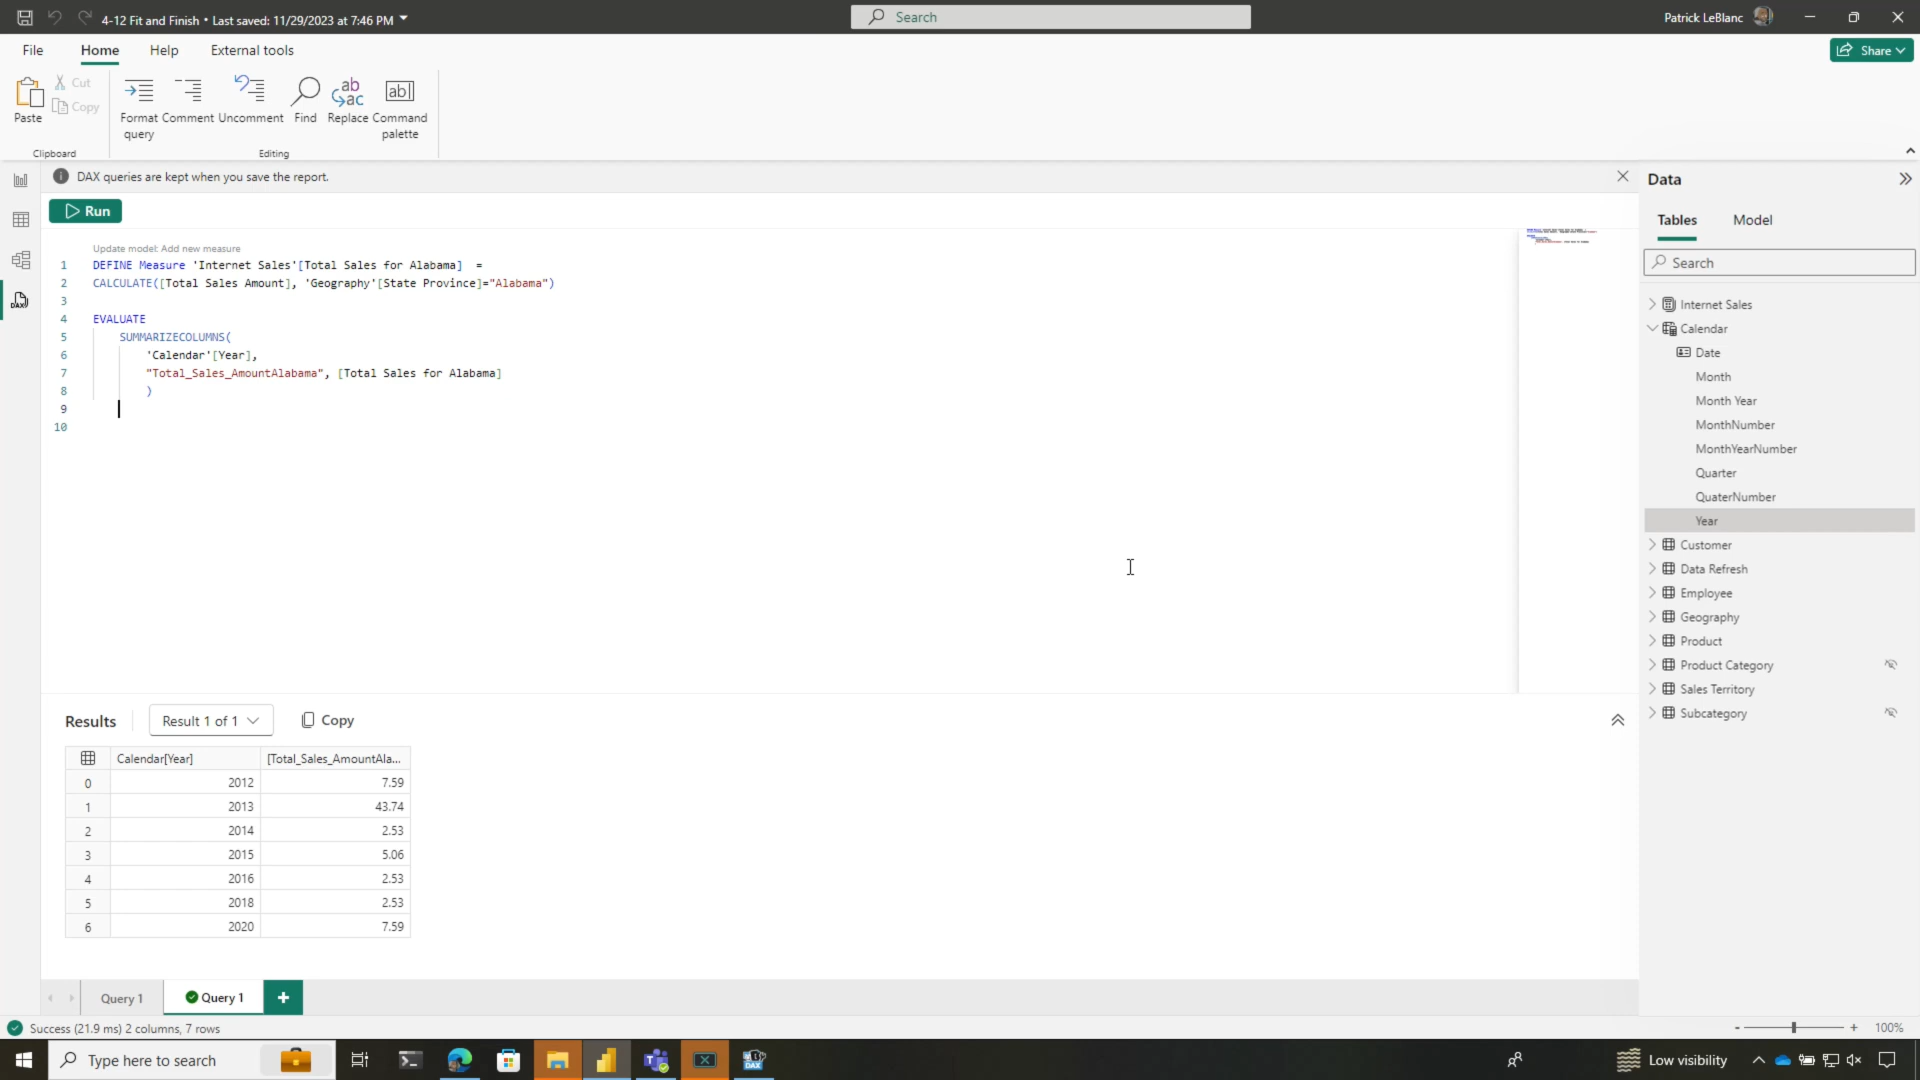 4-12 Fit and Finish • Last saved: 11/29/2023 at 7:46 PM
Search
Patrick LeBlanc
File
Home
Help
External tools
Share
Paste
Cut
Copy
Format query
Comment
Uncomment
Find
Replace
Command palette
Clipboard
Editing
DAX queries are kept when you save the report.
Run
Update model: Add new measure
1 DEFINE Measure 'Internet Sales'[Total Sales for Alabama] =
2 CALCULATE([Total Sales Amount], 'Geography'[State Province]="Alabama")
3
4 EVALUATE
5 SUMMARIZECOLUMNS(
6 'Calendar'[Year],
7 "Total_Sales_AmountAlabama", [Total Sales for Alabama]
8 )
9
10
Data
Tables
Model
Search
Internet Sales
Calendar
Date
Month
Month Year
MonthNumber
MonthYearNumber
Quarter
QuaterNumber
Year
Customer
Data Refresh
Employee
Geography
Product
Product Category
Sales Territory
Subcategory
Results
Result 1 of 1
Copy
Calendar[Year] [Total_Sales_AmountAla...
0 2012 7.59
1 2013 43.74
2 2014 2.53
3 2015 5.06
4 2016 2.53
5 2018 2.53
6 2020 7.59
Query 1
Query 1
Success (21.9 ms) 2 columns, 7 rows
100%
Type here to search
DAX
Low visibility